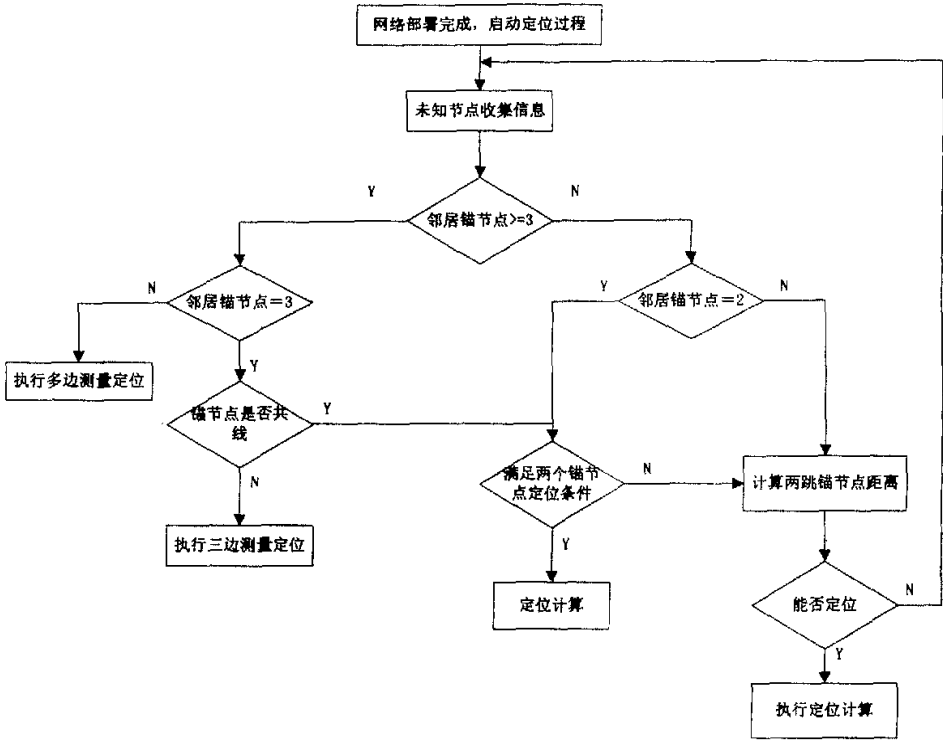 网络部署完成，启动定位过程
未知节点收集信息
Y
N
邻居锚节点>=3
N
邻居锚节点=3
Y
邻居锚节点=2
N
执行多边测量定位
Y
锚节点是否共
线
Y
满足两个锚节
点定位条件
N
计算两跳锚节点距离
N
执行三边测量定位
Y
定位计算
能否定位
N
Y
执行定位计算